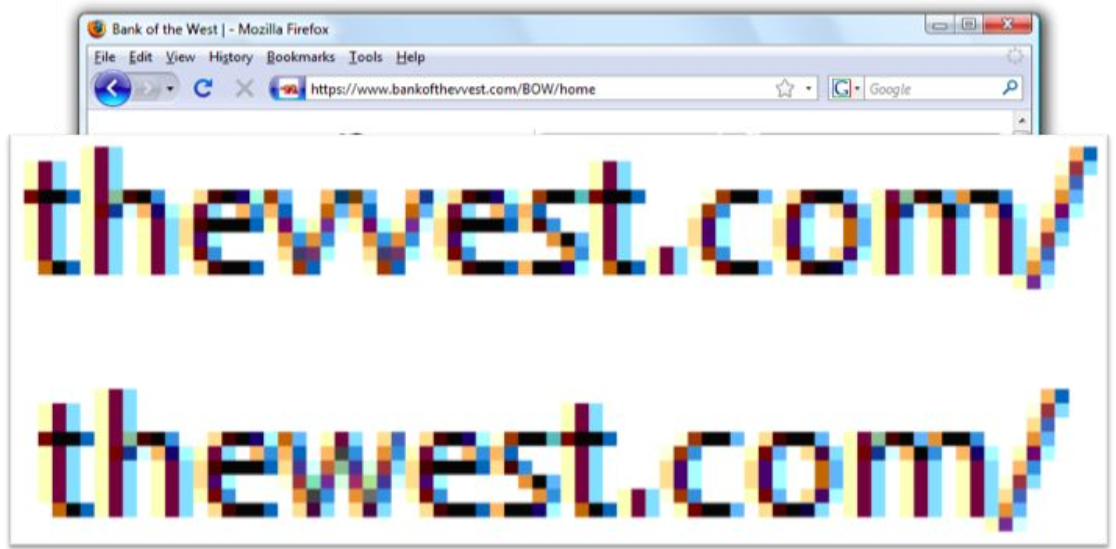 Bank of the West | - Mozilla Firefox
File Edit View History Bookmarks Tools Help
https://www.bankofthevvest.com/BOW/home G Google
thevvest.com/
thewest.com/